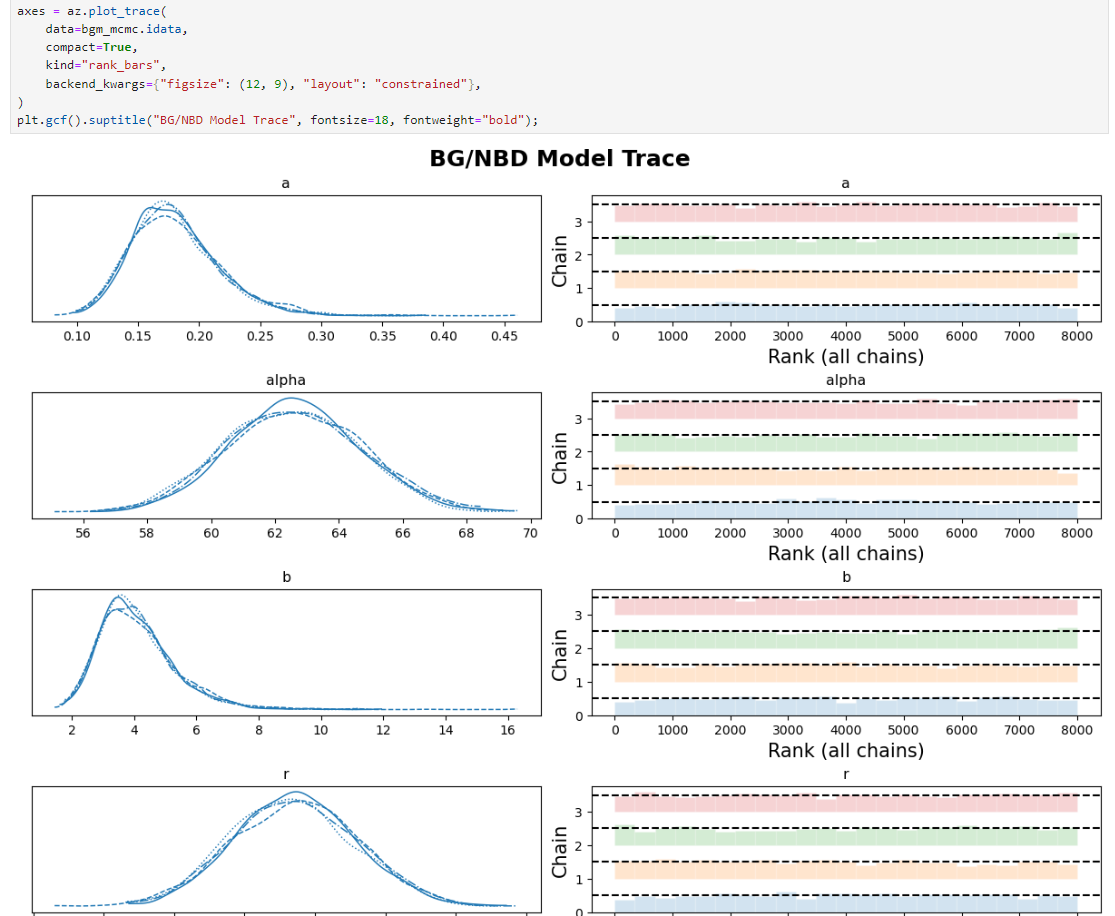 axes = az.plot_trace(
    data=bgm_mcmc.idata,
    compact=True,
    kind="rank_bars",
    backend_kwargs={"figsize": (12, 9), "layout": "constrained"},
)
plt.gcf().suptitle("BG/NBD Model Trace", fontsize=18, fontweight="bold");
BG/NBD Model Trace
a
0.10 0.15 0.20 0.25 0.30 0.35 0.40 0.45
a
Chain
3
2
1
0
0 1000 2000 3000 4000 5000 6000 7000 8000
Rank (all chains)
alpha
56 58 60 62 64 66 68 70
alpha
Chain
3
2
1
0
0 1000 2000 3000 4000 5000 6000 7000 8000
Rank (all chains)
b
2 4 6 8 10 12 14 16
b
Chain
3
2
1
0
0 1000 2000 3000 4000 5000 6000 7000 8000
Rank (all chains)
r
r
Chain
3
2
1
0